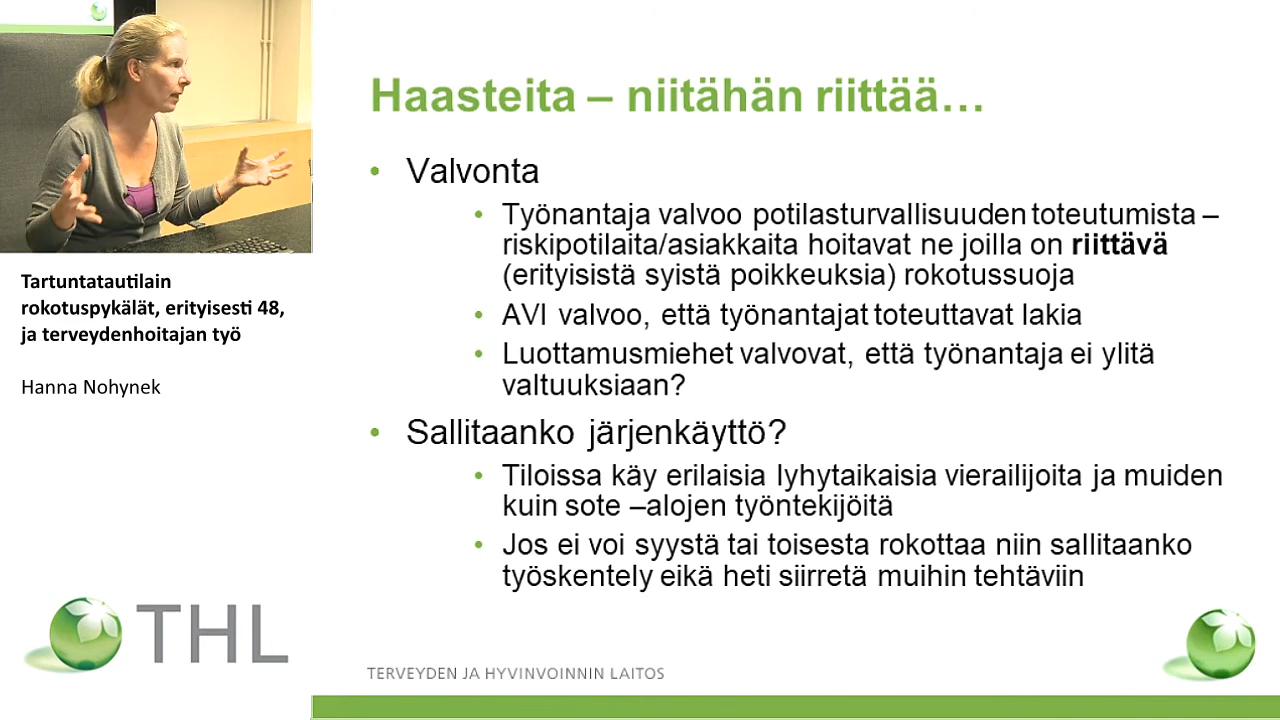 Haasteita – niitähän riittää…
• Valvonta
• Työnantaja valvoo potilasturvallisuuden toteutumista –
riskipotilaita/asiakkaita hoitavat ne joilla on riittävä
(erityisistä syistä poikkeuksia) rokotussuoja
• AVI valvoo, että työnantajat toteuttavat lakia
• Luottamusmiehet valvovat, että työnantaja ei ylitä
valtuuksiaan?
• Sallitaanko järjenkäyttö?
• Tiloissa käy erilaisia lyhytaikaisia vierailijoita ja muiden
kuin sote –alojen työntekijöitä
• Jos ei voi syystä tai toisesta rokottaa niin sallitaanko
työskentely eikä heti siirretä muihin tehtäviin
Tartuntatautilain
rokotuspykälät, erityisesti 48,
ja terveydenhoitajan työ
Hanna Nohynek
THL
TERVEYDEN JA HYVINVOINNIN LAITOS